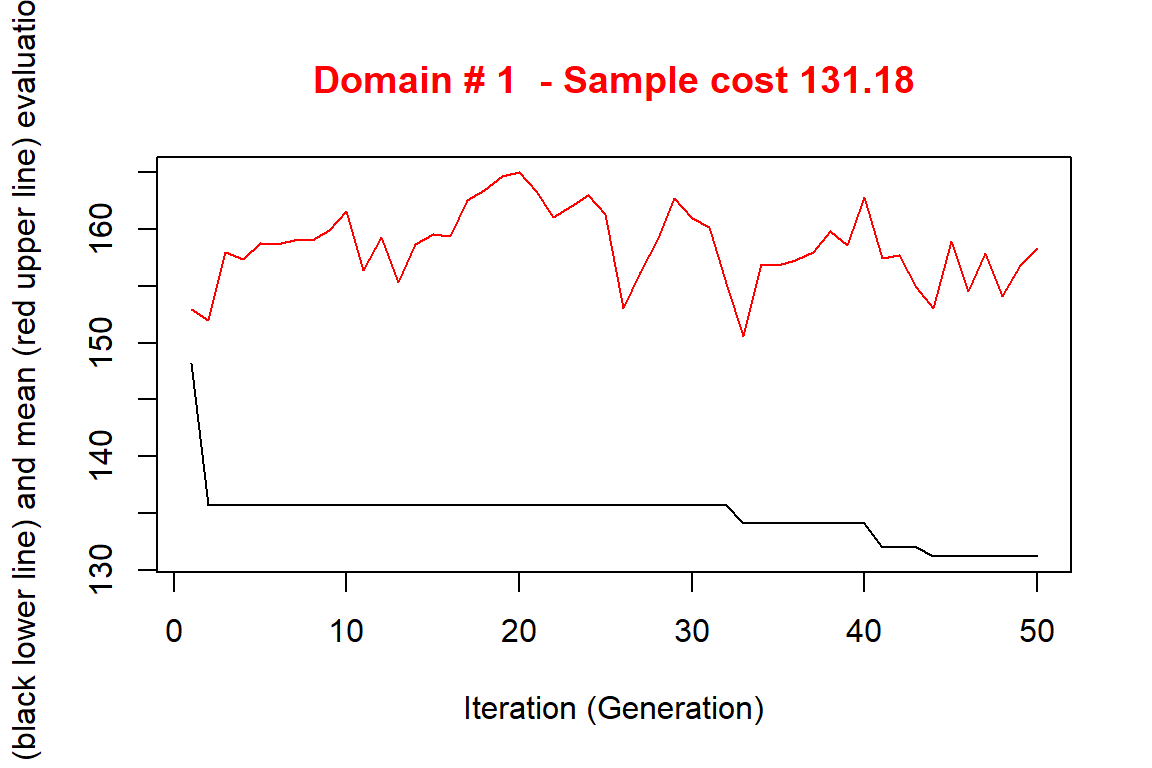 Domain # 1  - Sample cost 131.18
(black lower line) and mean (red upper line) evaluatio
160
150
140
130
0 10 20 30 40 50
Iteration (Generation)